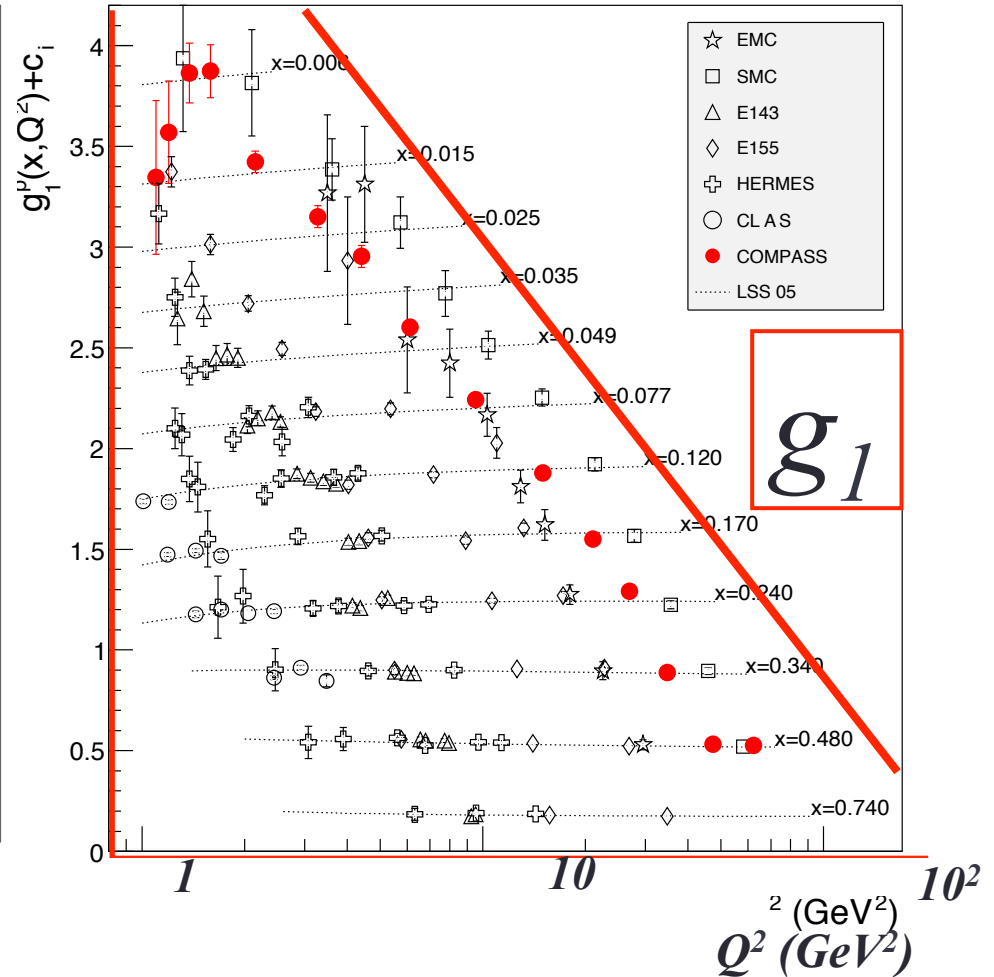 g₁ᵖ(x,Q²)+cᵢ
4
3.5
3
2.5
2
1.5
1
0.5
0
x=0.006
x=0.015
x=0.025
x=0.035
x=0.049
x=0.077
x=0.120
x=0.170
x=0.240
x=0.340
x=0.480
x=0.740
EMC
SMC
E143
E155
HERMES
CLAS
COMPASS
LSS 05
g₁
1
10
10²
² (GeV²)
Q² (GeV²)